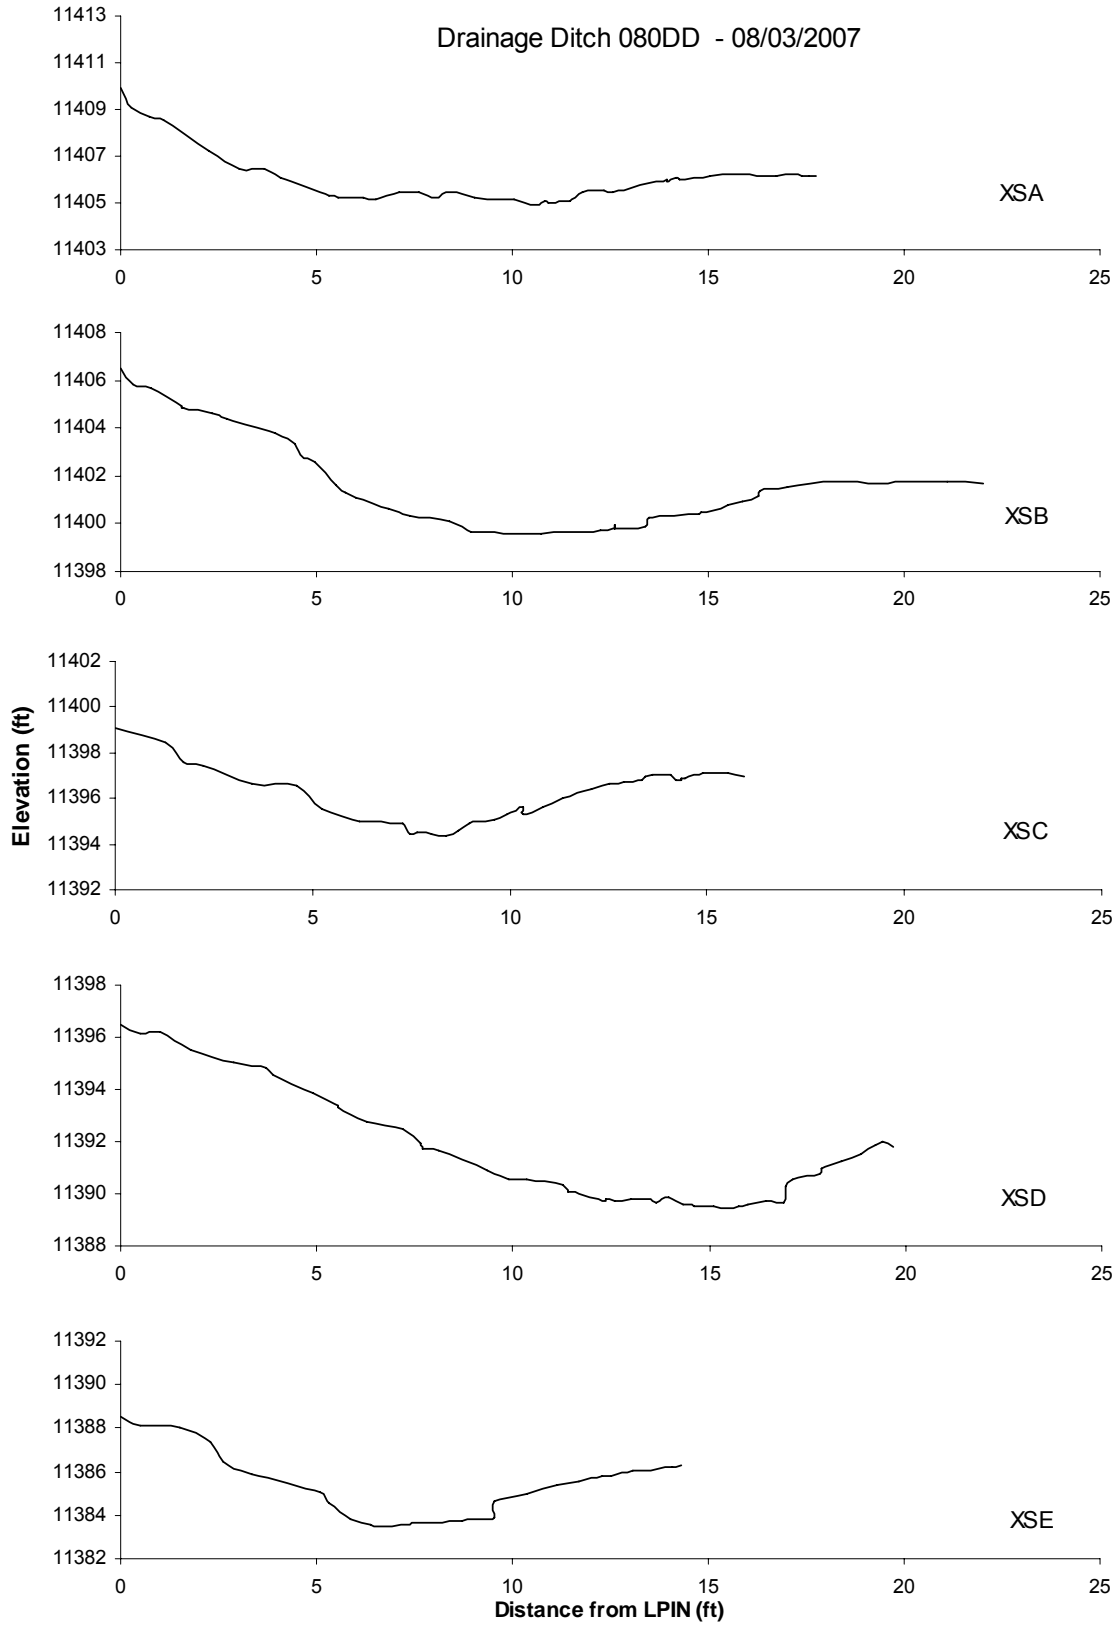 Drainage Ditch 080DD - 08/03/2007
11413
11411
11409
11407
11405
11403
XSA
0 5 10 15 20 25
11408
11406
11404
11402
11400
11398
XSB
0 5 10 15 20 25
Elevation (ft)
11402
11400
11398
11396
11394
11392
XSC
0 5 10 15 20 25
11398
11396
11394
11392
11390
11388
XSD
0 5 10 15 20 25
11392
11390
11388
11386
11384
11382
XSE
0 5 10 15 20 25
Distance from LPIN (ft)